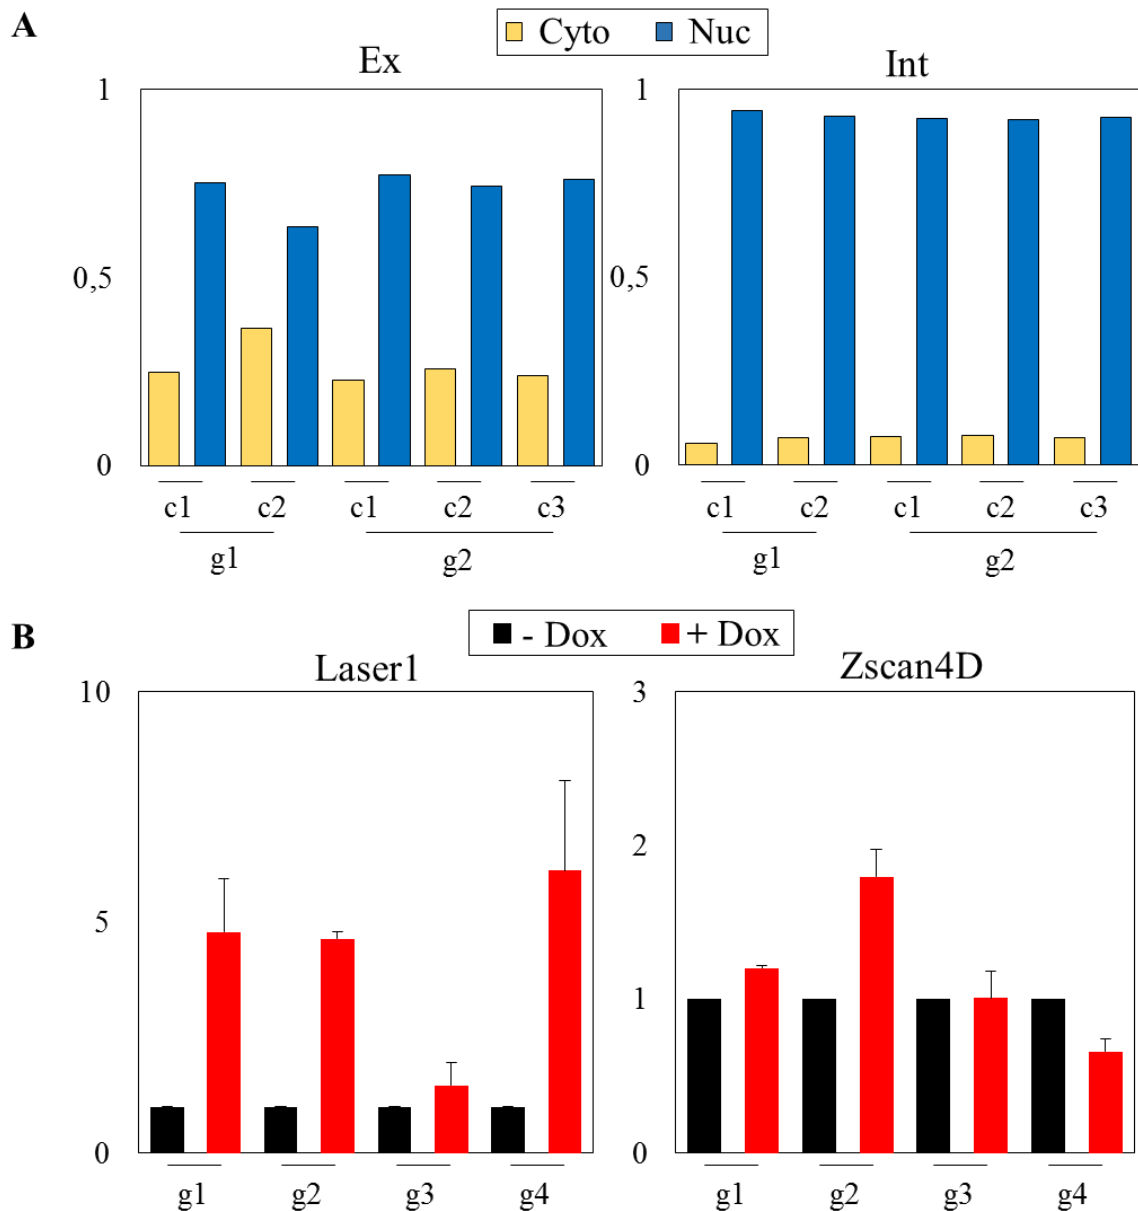 A
Cyto Nuc
Ex Int
1 1
0,5 0,5
0 0
c1 c2 c1 c2 c3 c1 c2 c1 c2 c3
g1 g2 g1 g2
B
- Dox + Dox
Laser1 Zscan4D
10 3
2
5
1
0 0
g1 g2 g3 g4 g1 g2 g3 g4